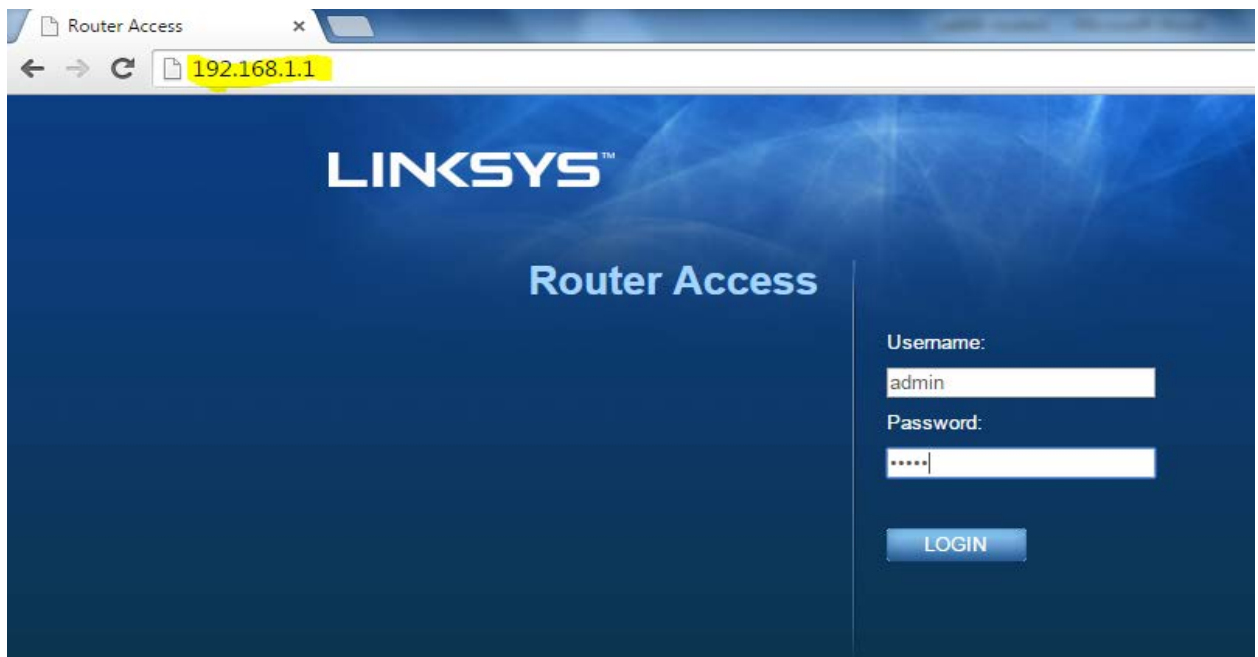 Router Access
192.168.1.1
LINKSYS™
Router Access
Username:
admin
Password:
•••••
LOGIN